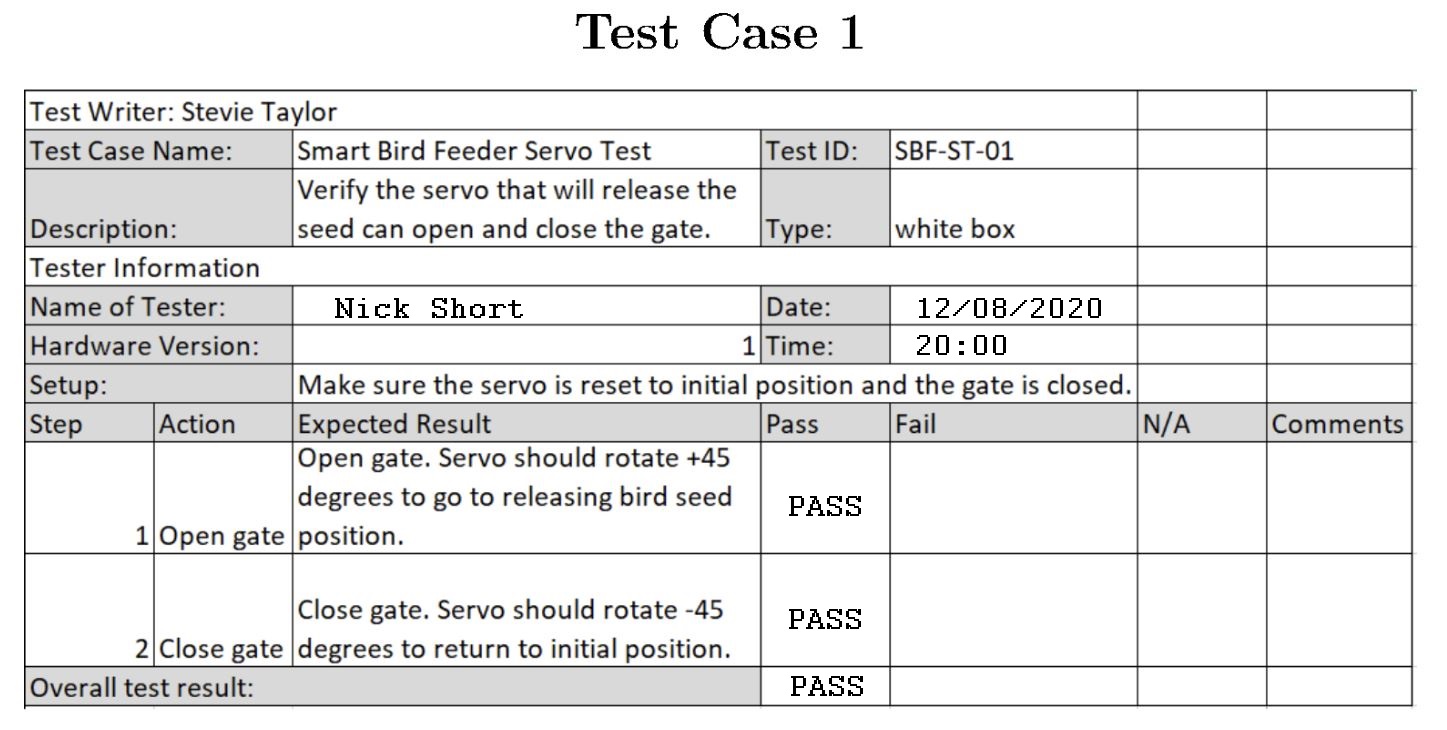 Test Case 1
Test Writer: Stevie Taylor
Test Case Name: Smart Bird Feeder Servo Test Test ID: SBF-ST-01
Verify the servo that will release the
Description: seed can open and close the gate. Type: white box
Tester Information
Name of Tester: Nick Short Date: 12/08/2020
Hardware Version: 1 Time: 20:00
Setup: Make sure the servo is reset to initial position and the gate is closed.
Step Action Expected Result Pass Fail N/A Comments
Open gate. Servo should rotate +45
degrees to go to releasing bird seed PASS
1 Open gate position.
Close gate. Servo should rotate -45 PASS
2 Close gate degrees to return to initial position.
Overall test result: PASS